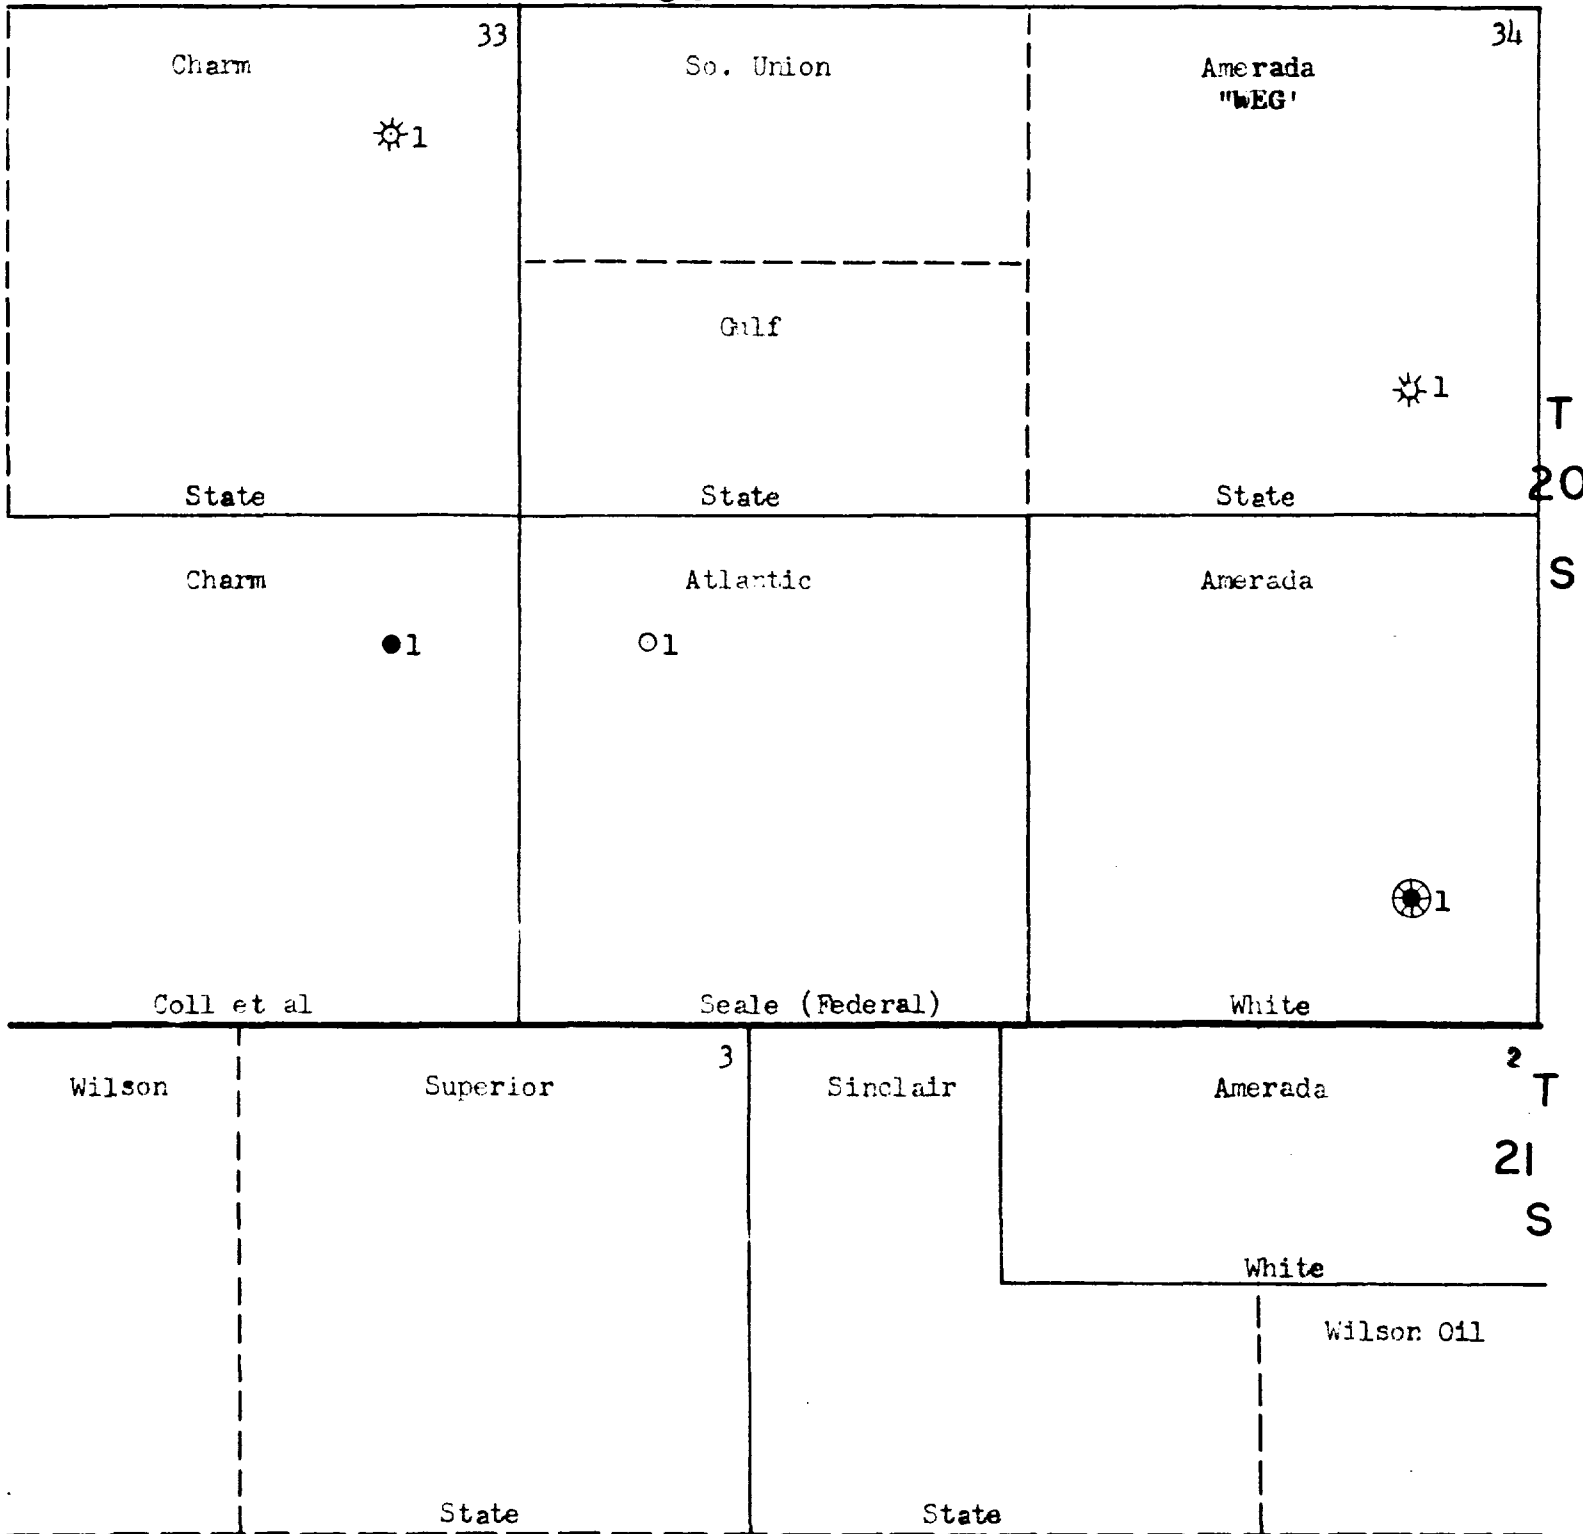 33
34
Charm
So. Union
Amerada
"WEG'
1
Gulf
1
T
20
S
State
State
State
Charm
Atlantic
Amerada
1
1
1
Coll et al
Seale (Federal)
White
3
2
Wilson
Superior
Sinclair
Amerada
T
21
S
White
Wilson Oil
State
State